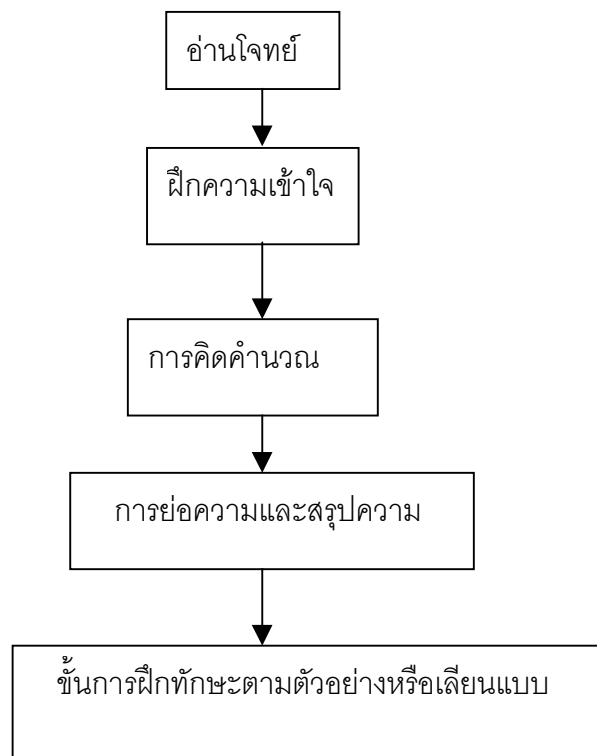 อ่านโจทย์
ฝึกความเข้าใจ
การคิดคำนวณ
การย่อความและสรุปความ
ขั้นการฝึกทักษะตามตัวอย่างหรือเลียนแบบ